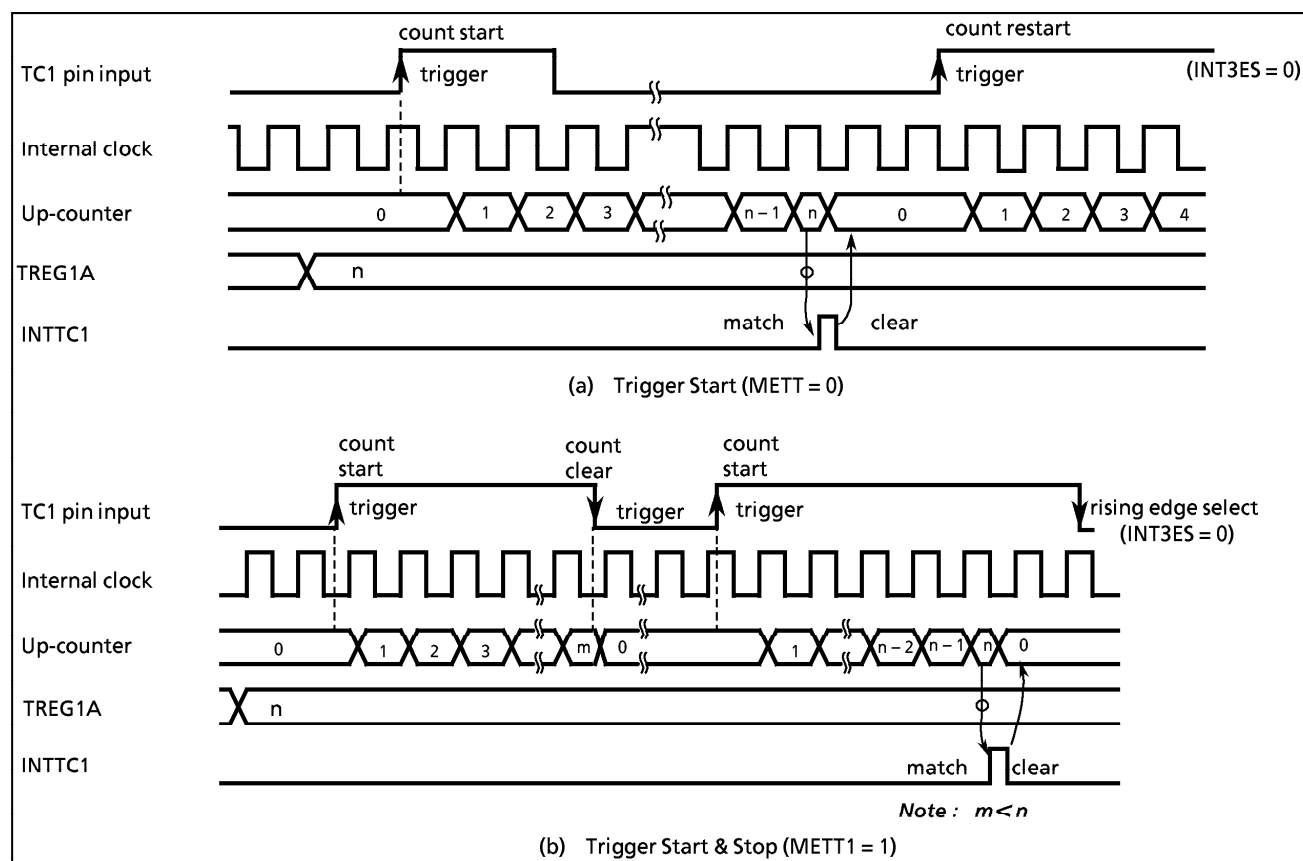 count start
count restart
TC1 pin input
trigger
trigger
(INT3ES = 0)
Internal clock
Up-counter
0
1
2
3
n – 1
n
0
1
2
3
4
TREG1A
n
INTTC1
match
clear
(a) Trigger Start (METT = 0)
count start
count clear
count start
TC1 pin input
trigger
trigger
trigger
rising edge select
(INT3ES = 0)
Internal clock
Up-counter
0
1
2
3
m
0
1
n – 2
n – 1
n
0
TREG1A
n
INTTC1
match
clear
Note : m < n
(b) Trigger Start & Stop (METT1 = 1)